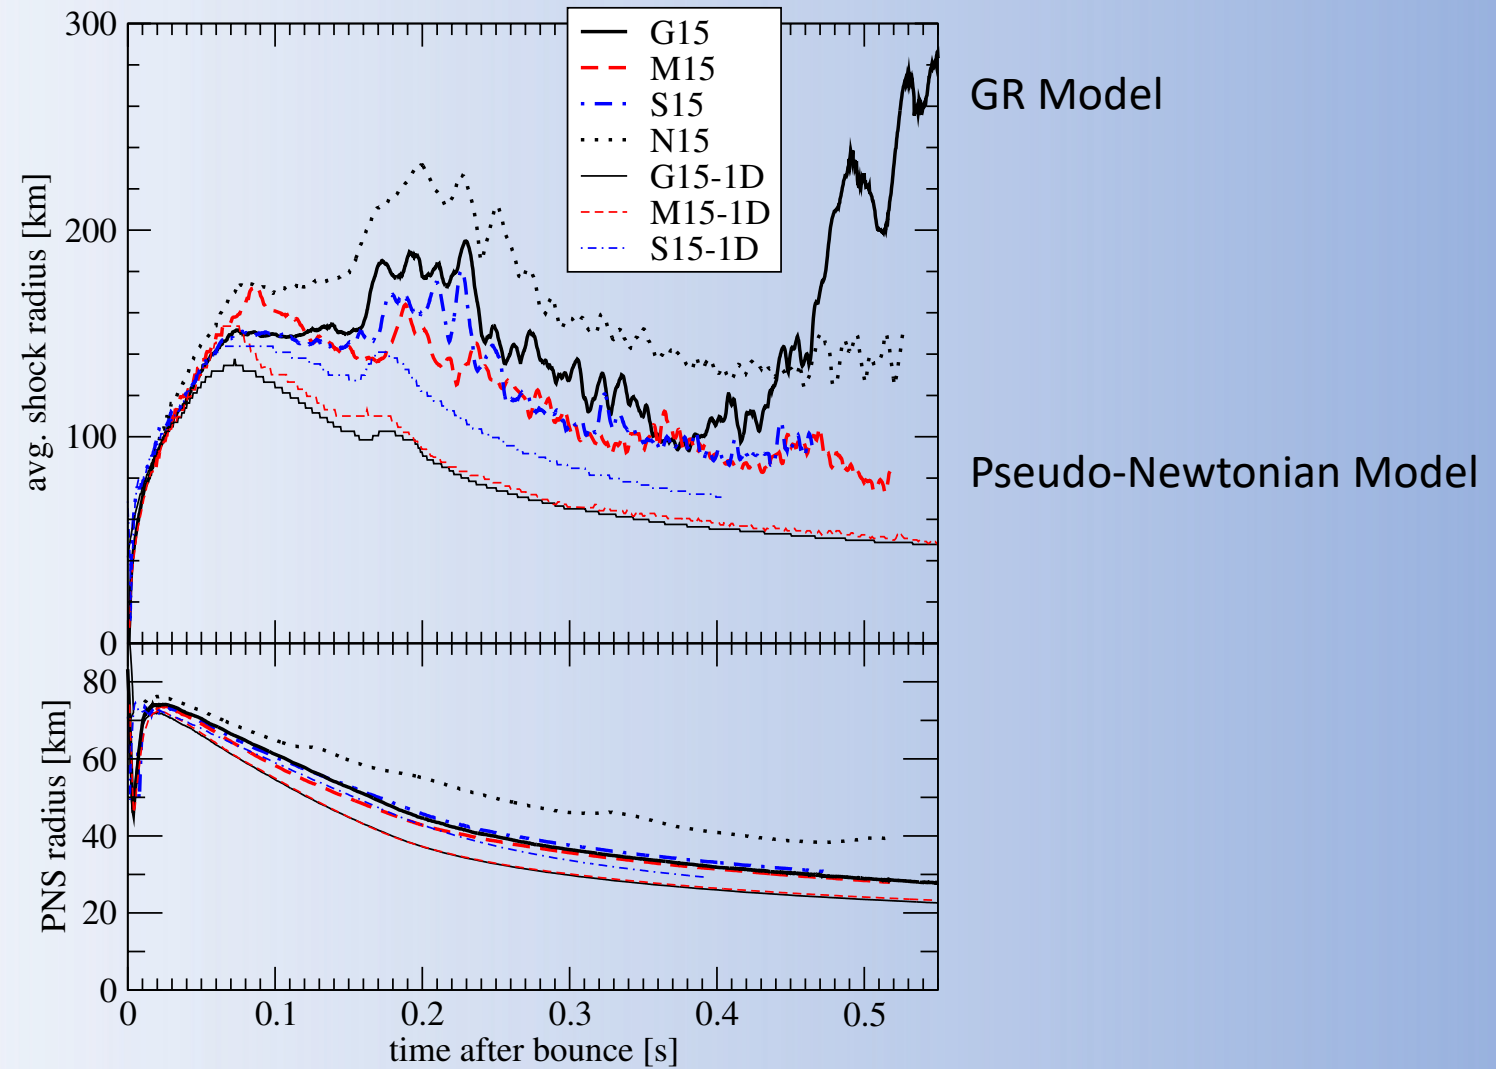 300
200
100
0
avg. shock radius [km]
G15
M15
S15
N15
G15-1D
M15-1D
S15-1D
GR Model
Pseudo-Newtonian Model
80
60
40
20
0
PNS radius [km]
0 0.1 0.2 0.3 0.4 0.5
time after bounce [s]